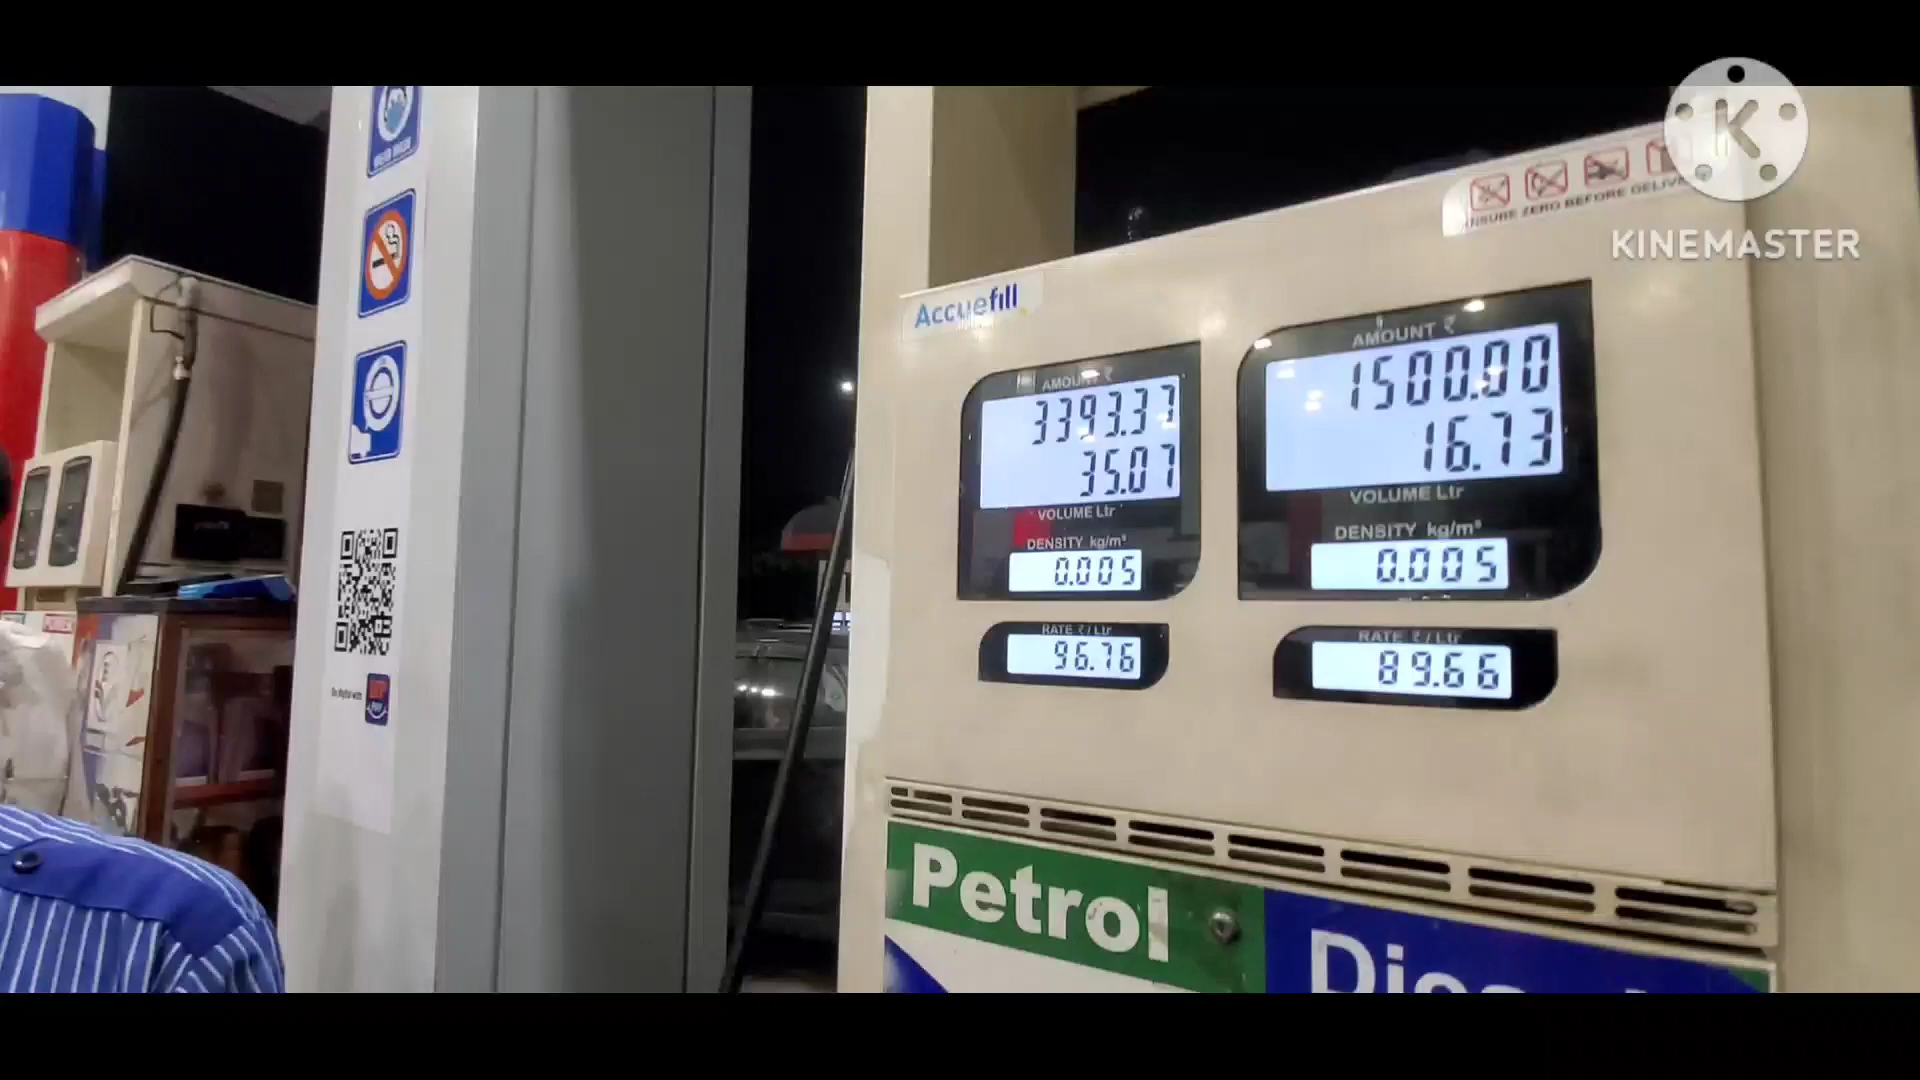 KINEMASTER
ENSURE ZERO BEFORE DELIVERY
Accuefill
AMOUNT ₹
3393.37
35.07
VOLUME Ltr
DENSITY kg/m³
0.005
RATE ₹/Ltr
96.76
AMOUNT ₹
1500.00
16.73
VOLUME Ltr
DENSITY kg/m³
0.005
RATE ₹/Ltr
89.66
Petrol
Diesel